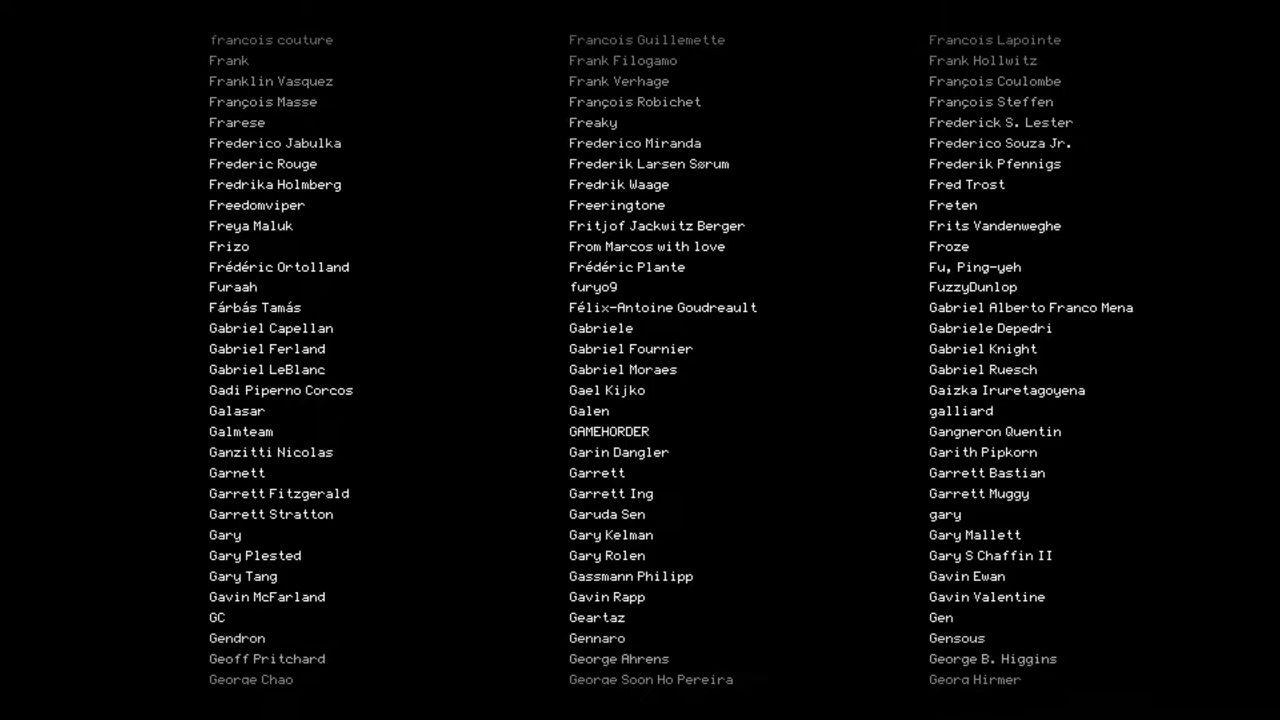 francois couture Francois Guillemette Francois Lapointe
Frank Frank Filogamo Frank Hollwitz
Franklin Vasquez Frank Verhage François Coulombe
François Masse François Robichet François Steffen
Frarese Freaky Frederick S. Lester
Frederico Jabulka Frederico Miranda Frederico Souza Jr.
Frederic Rouge Frederik Larsen Sørum Frederik Pfennigs
Fredrika Holmberg Fredrik Waage Fred Trost
Freedomviper Freeringtone Freten
Freya Maluk Fritjof Jackwitz Berger Frits Vandenweghe
Frizo From Marcos with love Froze
Frédéric Ortolland Frédéric Plante Fu, Ping-yeh
Furaah furyo9 FuzzyDunlop
Fárbás Tamás Félix-Antoine Goudreault Gabriel Alberto Franco Mena
Gabriel Capellan Gabriele Gabriele Depedri
Gabriel Ferland Gabriel Fournier Gabriel Knight
Gabriel LeBlanc Gabriel Moraes Gabriel Ruesch
Gadi Piperno Corcos Gael Kijko Gaizka Iruretagoyena
Galasar Galen galliard
Galmteam GAMEHORDER Gangneron Quentin
Ganzitti Nicolas Garin Dangler Garith Pipkorn
Garnett Garrett Garrett Bastian
Garrett Fitzgerald Garrett Ing Garrett Muggy
Garrett Stratton Garuda Sen gary
Gary Gary Kelman Gary Mallett
Gary Plested Gary Rolen Gary S Chaffin II
Gary Tang Gassmann Philipp Gavin Ewan
Gavin McFarland Gavin Rapp Gavin Valentine
GC Geartaz Gen
Gendron Gennaro Gensous
Geoff Pritchard George Ahrens George B. Higgins
George Chao George Soon Ho Pereira Georg Hirmer